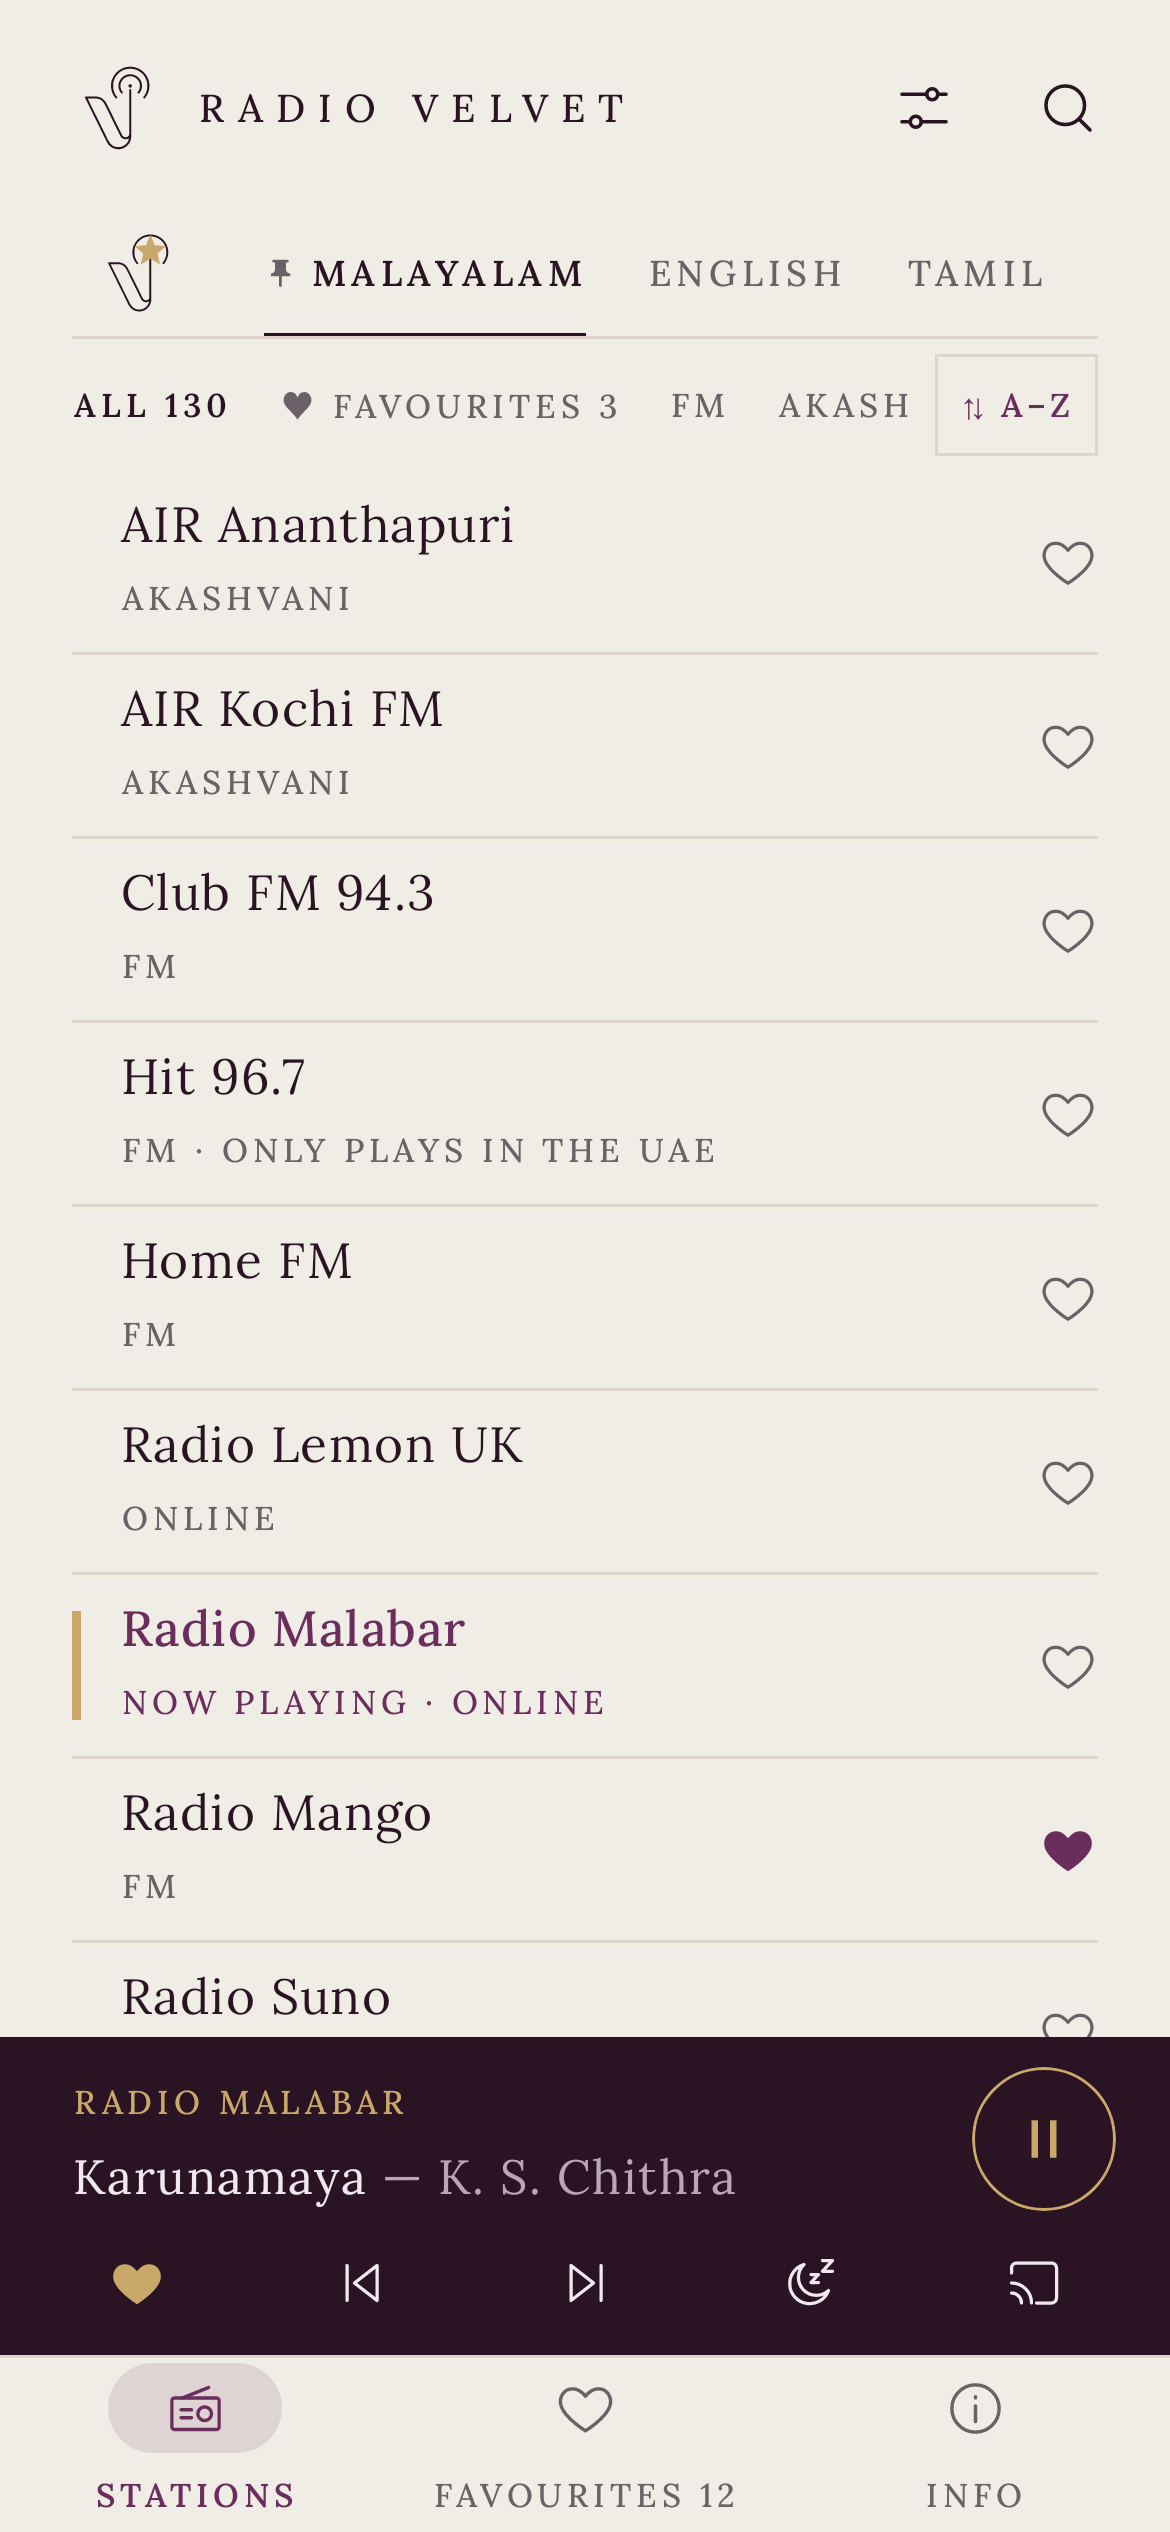 RADIO VELVET
MALAYALAM ENGLISH TAMIL
ALL 130 FAVOURITES 3 FM AKASH A–Z
AIR Ananthapuri
AKASHVANI
AIR Kochi FM
AKASHVANI
Club FM 94.3
FM
Hit 96.7
FM · ONLY PLAYS IN THE UAE
Home FM
FM
Radio Lemon UK
ONLINE
Radio Malabar
NOW PLAYING · ONLINE
Radio Mango
FM
Radio Suno
RADIO MALABAR
Karunamaya — K. S. Chithra
STATIONS FAVOURITES 12 INFO